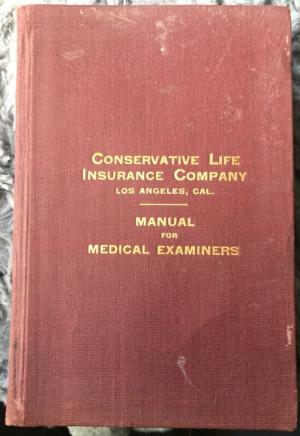 CONSERVATIVE LIFE
INSURANCE COMPANY
LOS ANGELES, CAL.
MANUAL
FOR
MEDICAL EXAMINERS